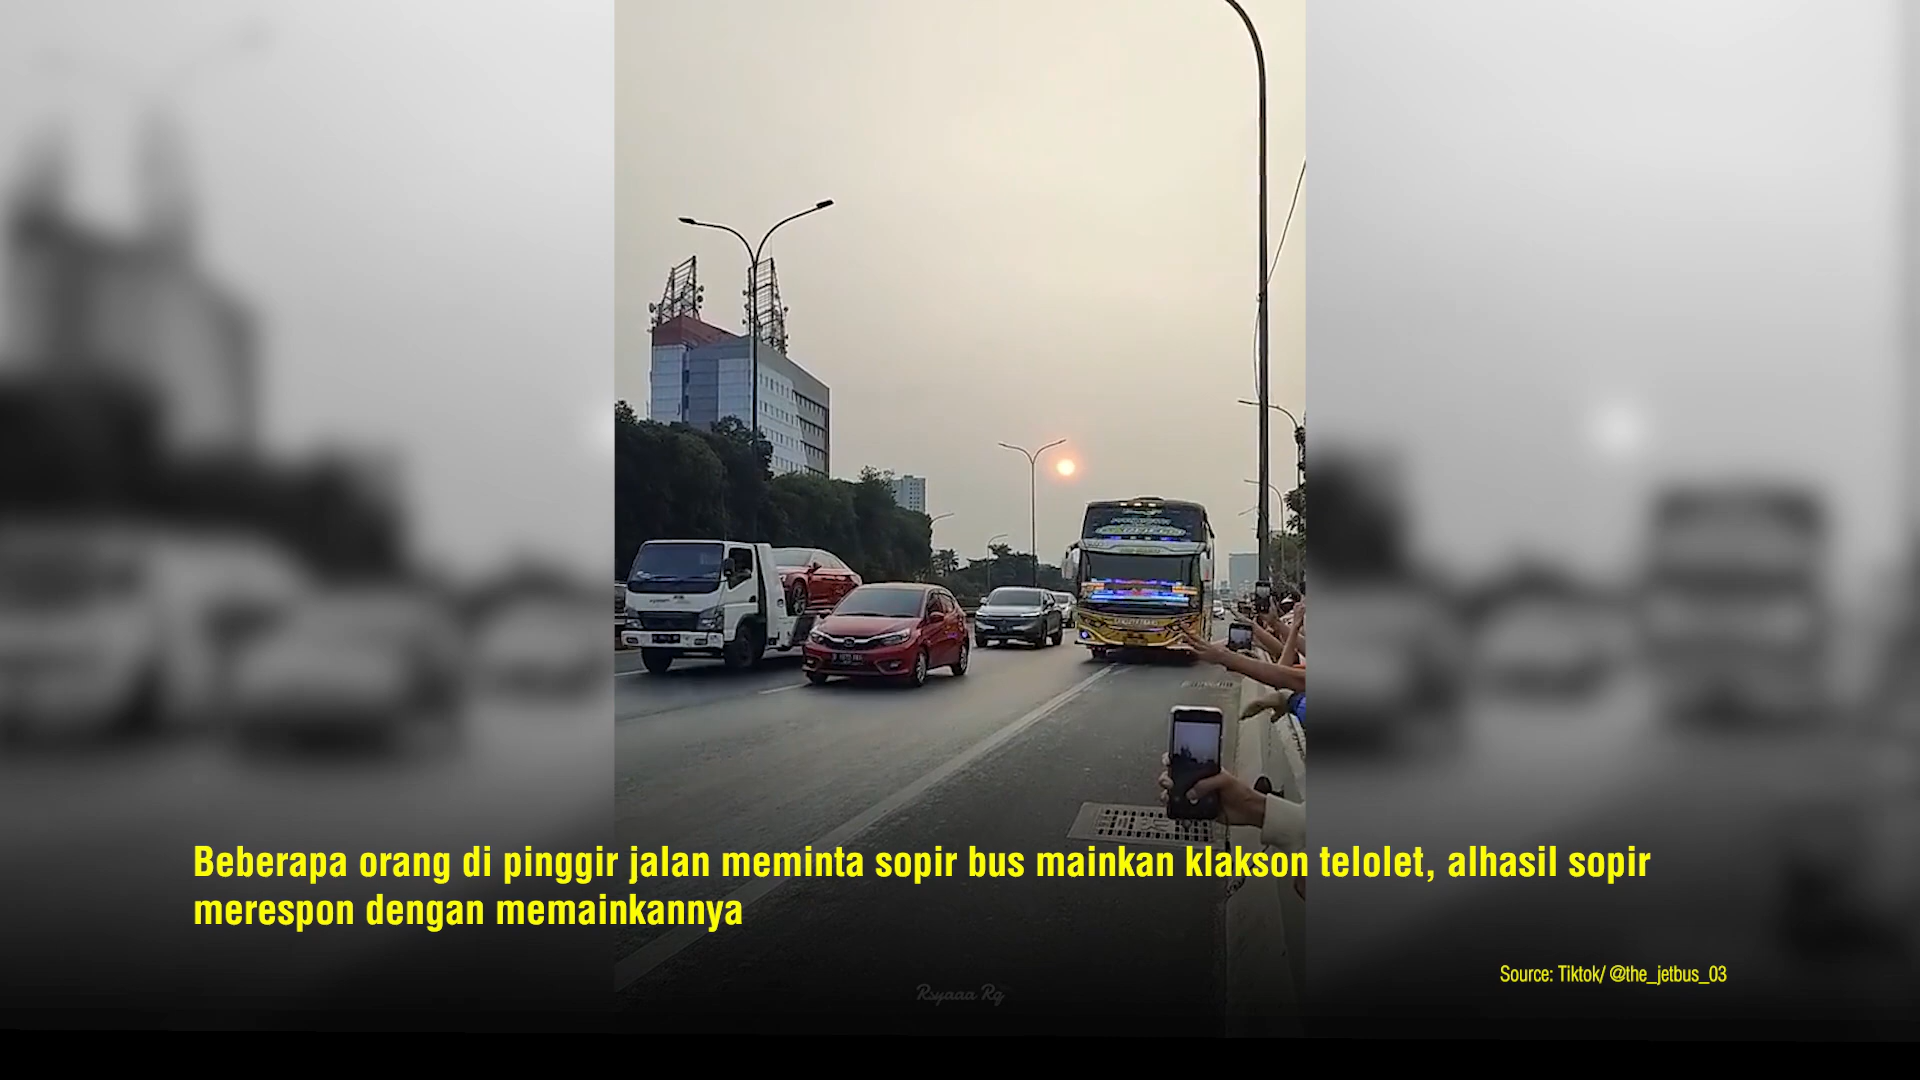 Beberapa orang di pinggir jalan meminta sopir bus mainkan klakson telolet, alhasil sopir
merespon dengan memainkannya
Source: Tiktok/ @the_jetbus_03
Rsyaaa Rq